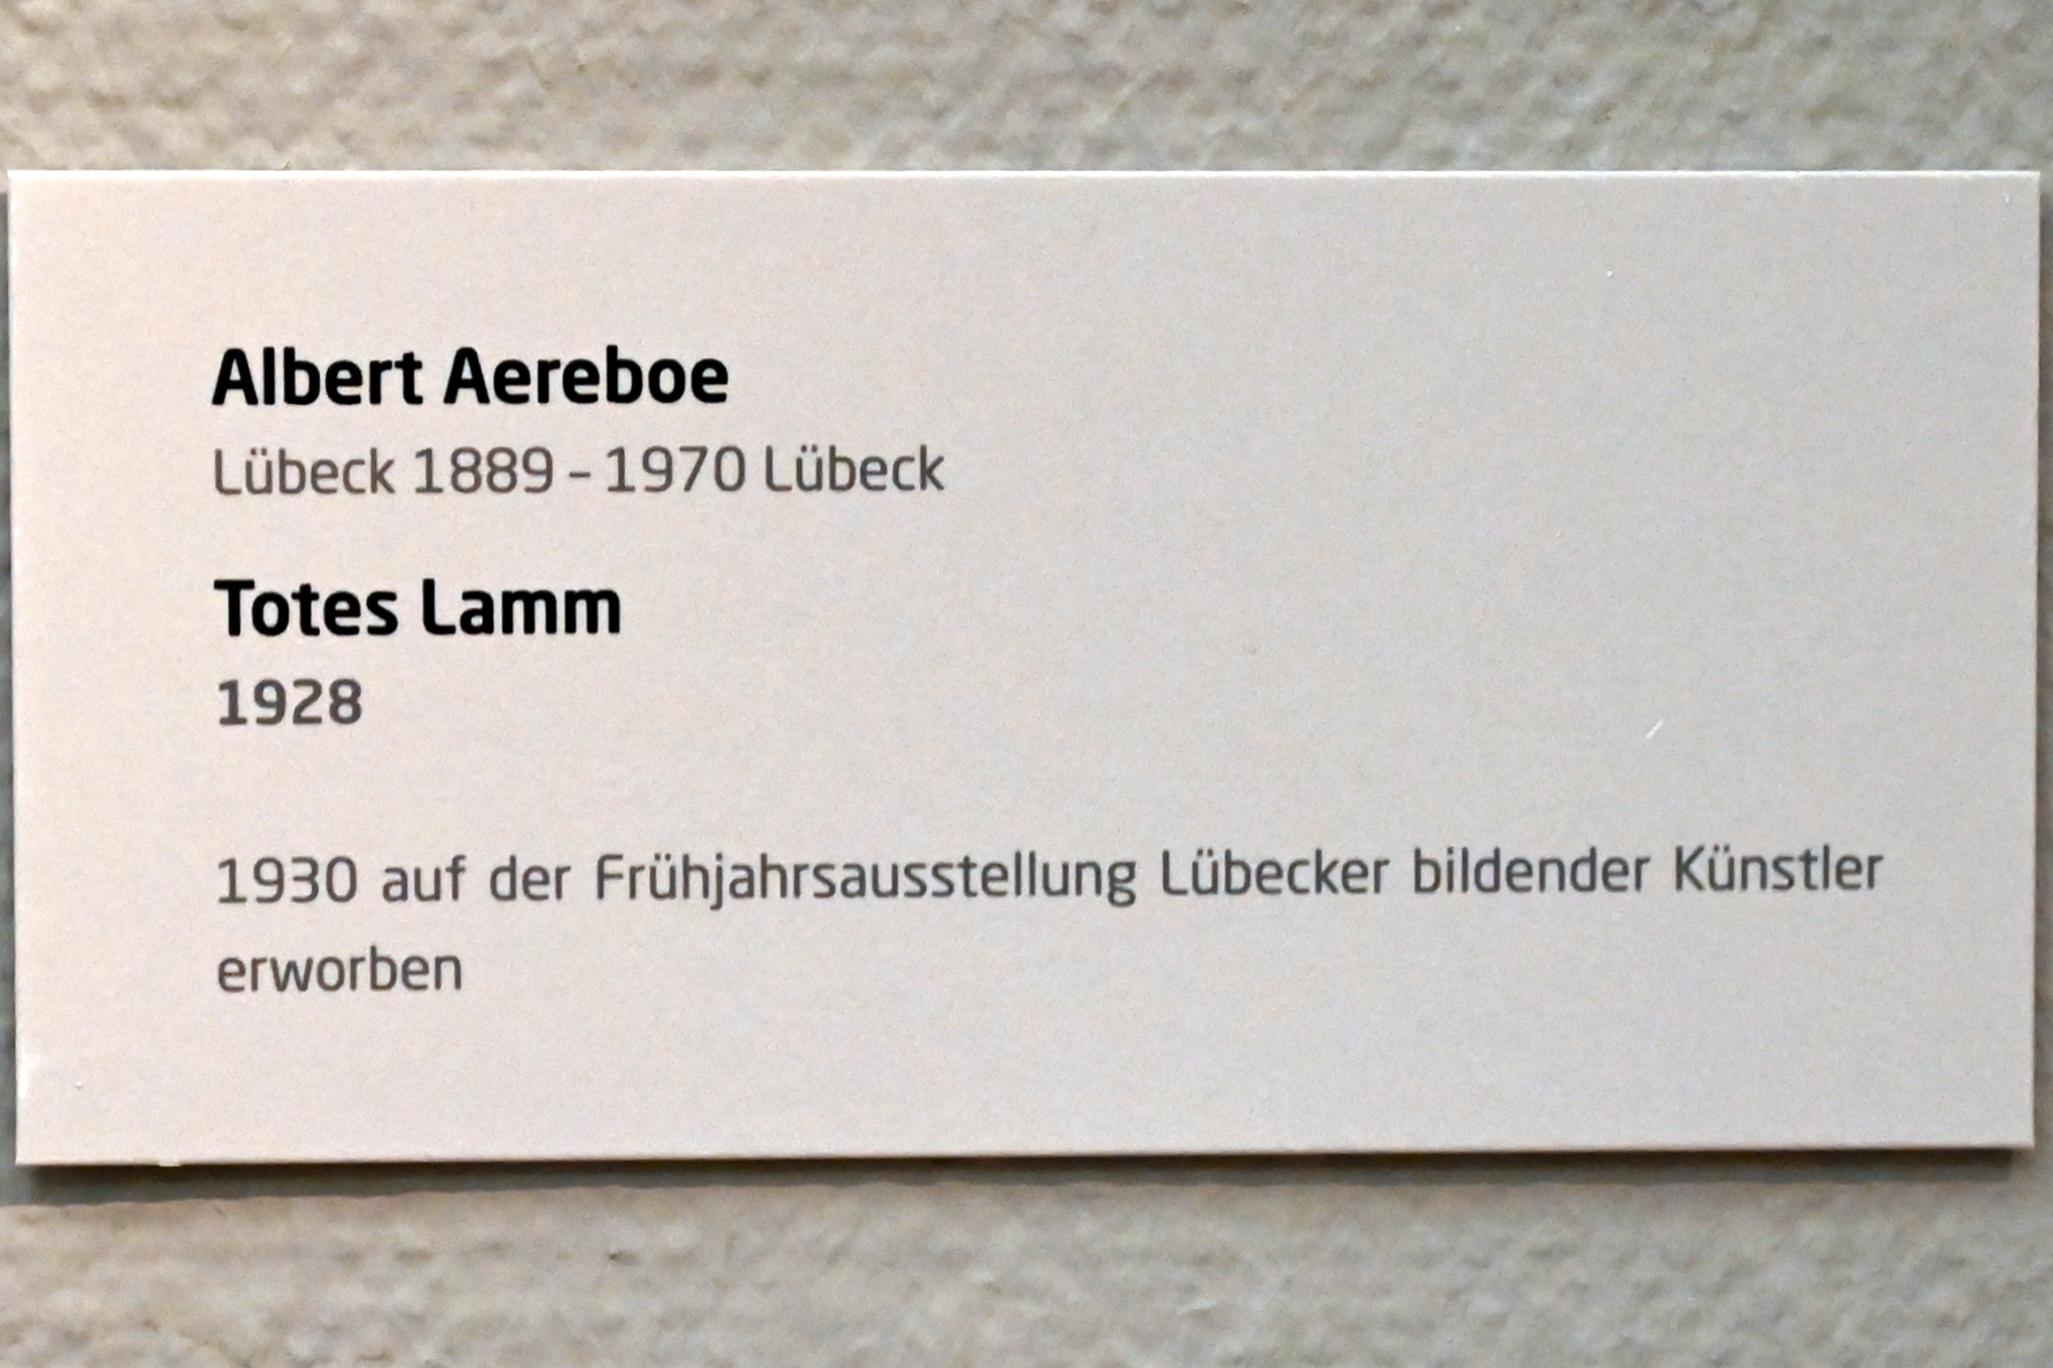 Albert Aereboe
Lübeck 1889 – 1970 Lübeck
Totes Lamm
1928
1930 auf der Frühjahrsausstellung Lübecker bildender Künstler
erworben